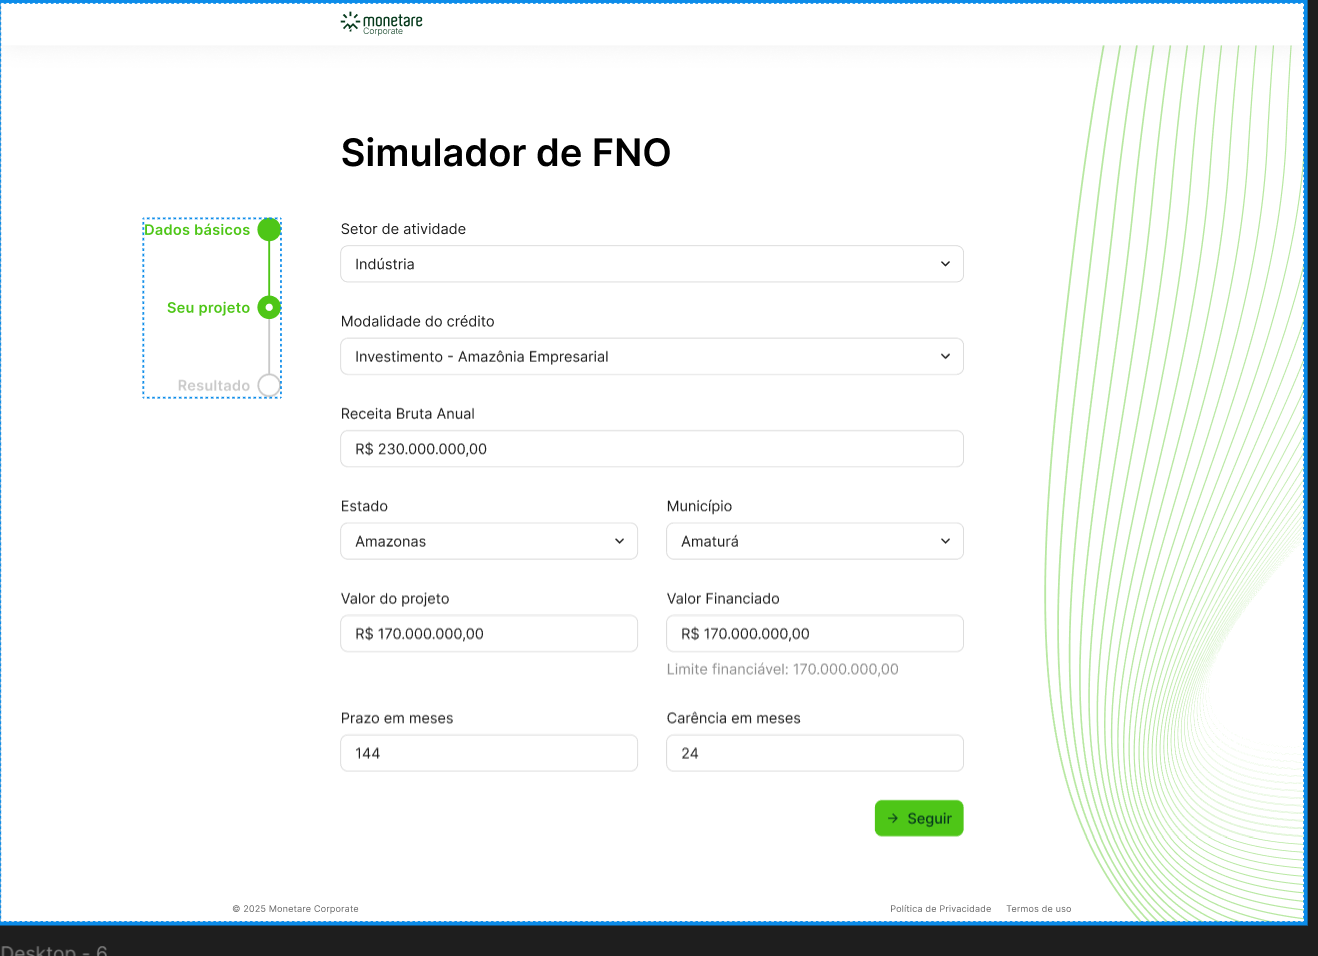 monetare
Corporate
Simulador de FNO
Dados básicos
Seu projeto
Resultado
Setor de atividade
Indústria
Modalidade do crédito
Investimento - Amazônia Empresarial
Receita Bruta Anual
R$ 230.000.000,00
Estado
Município
Amazonas
Amaturá
Valor do projeto
Valor Financiado
R$ 170.000.000,00
R$ 170.000.000,00
Limite financiável: 170.000.000,00
Prazo em meses
Carência em meses
144
24
Seguir
© 2025 Monetare Corporate
Política de Privacidade
Termos de uso
Desktop - 6